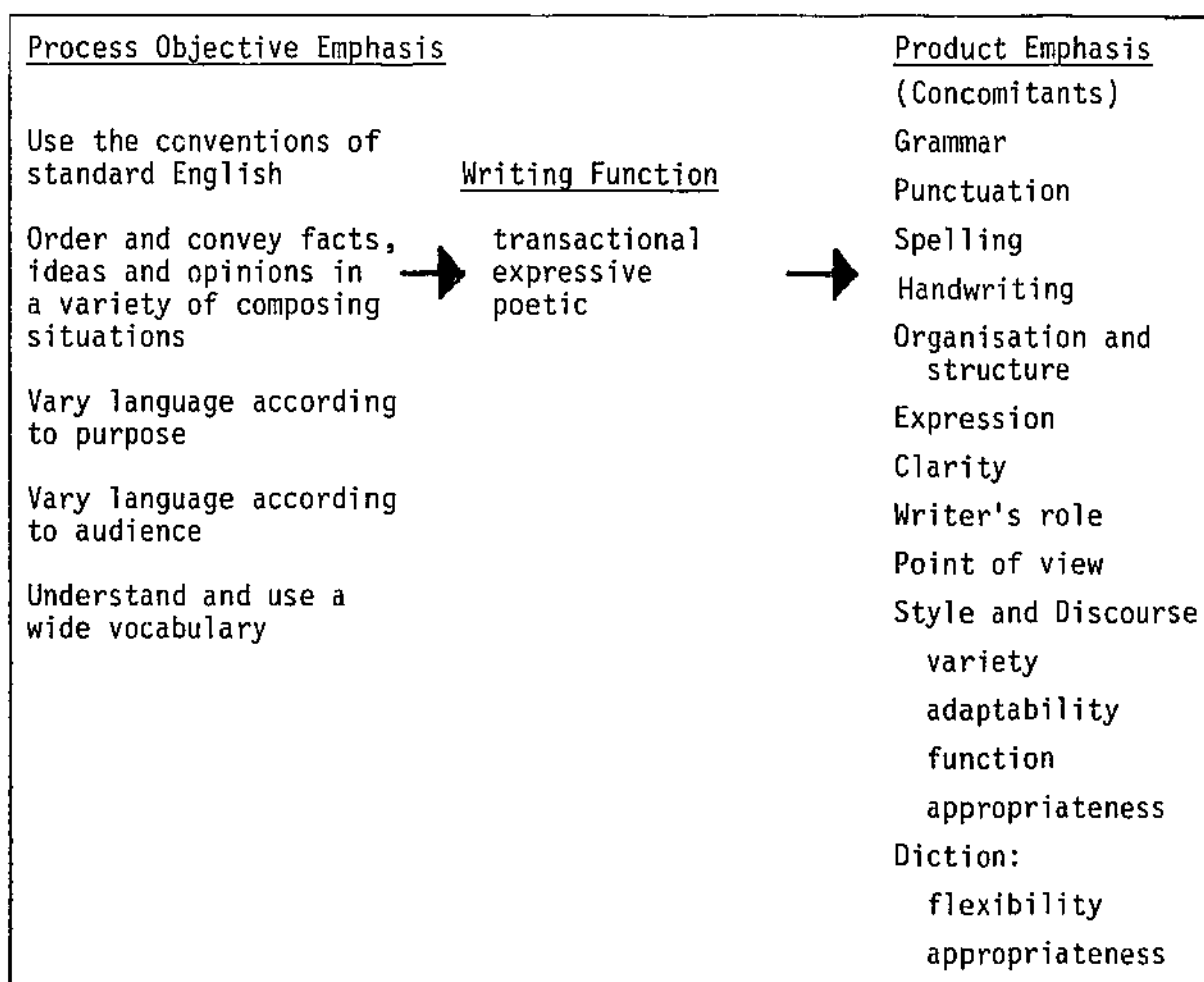 Process Objective Emphasis
Use the conventions of
standard English
Order and convey facts,
ideas and opinions in
a variety of composing
situations
Vary language according
to purpose
Vary language according
to audience
Understand and use a
wide vocabulary
Writing Function
transactional
expressive
poetic
Product Emphasis
(Concomitants)
Grammar
Punctuation
Spelling
Handwriting
Organisation and
structure
Expression
Clarity
Writer's role
Point of view
Style and Discourse
variety
adaptability
function
appropriateness
Diction:
flexibility
appropriateness